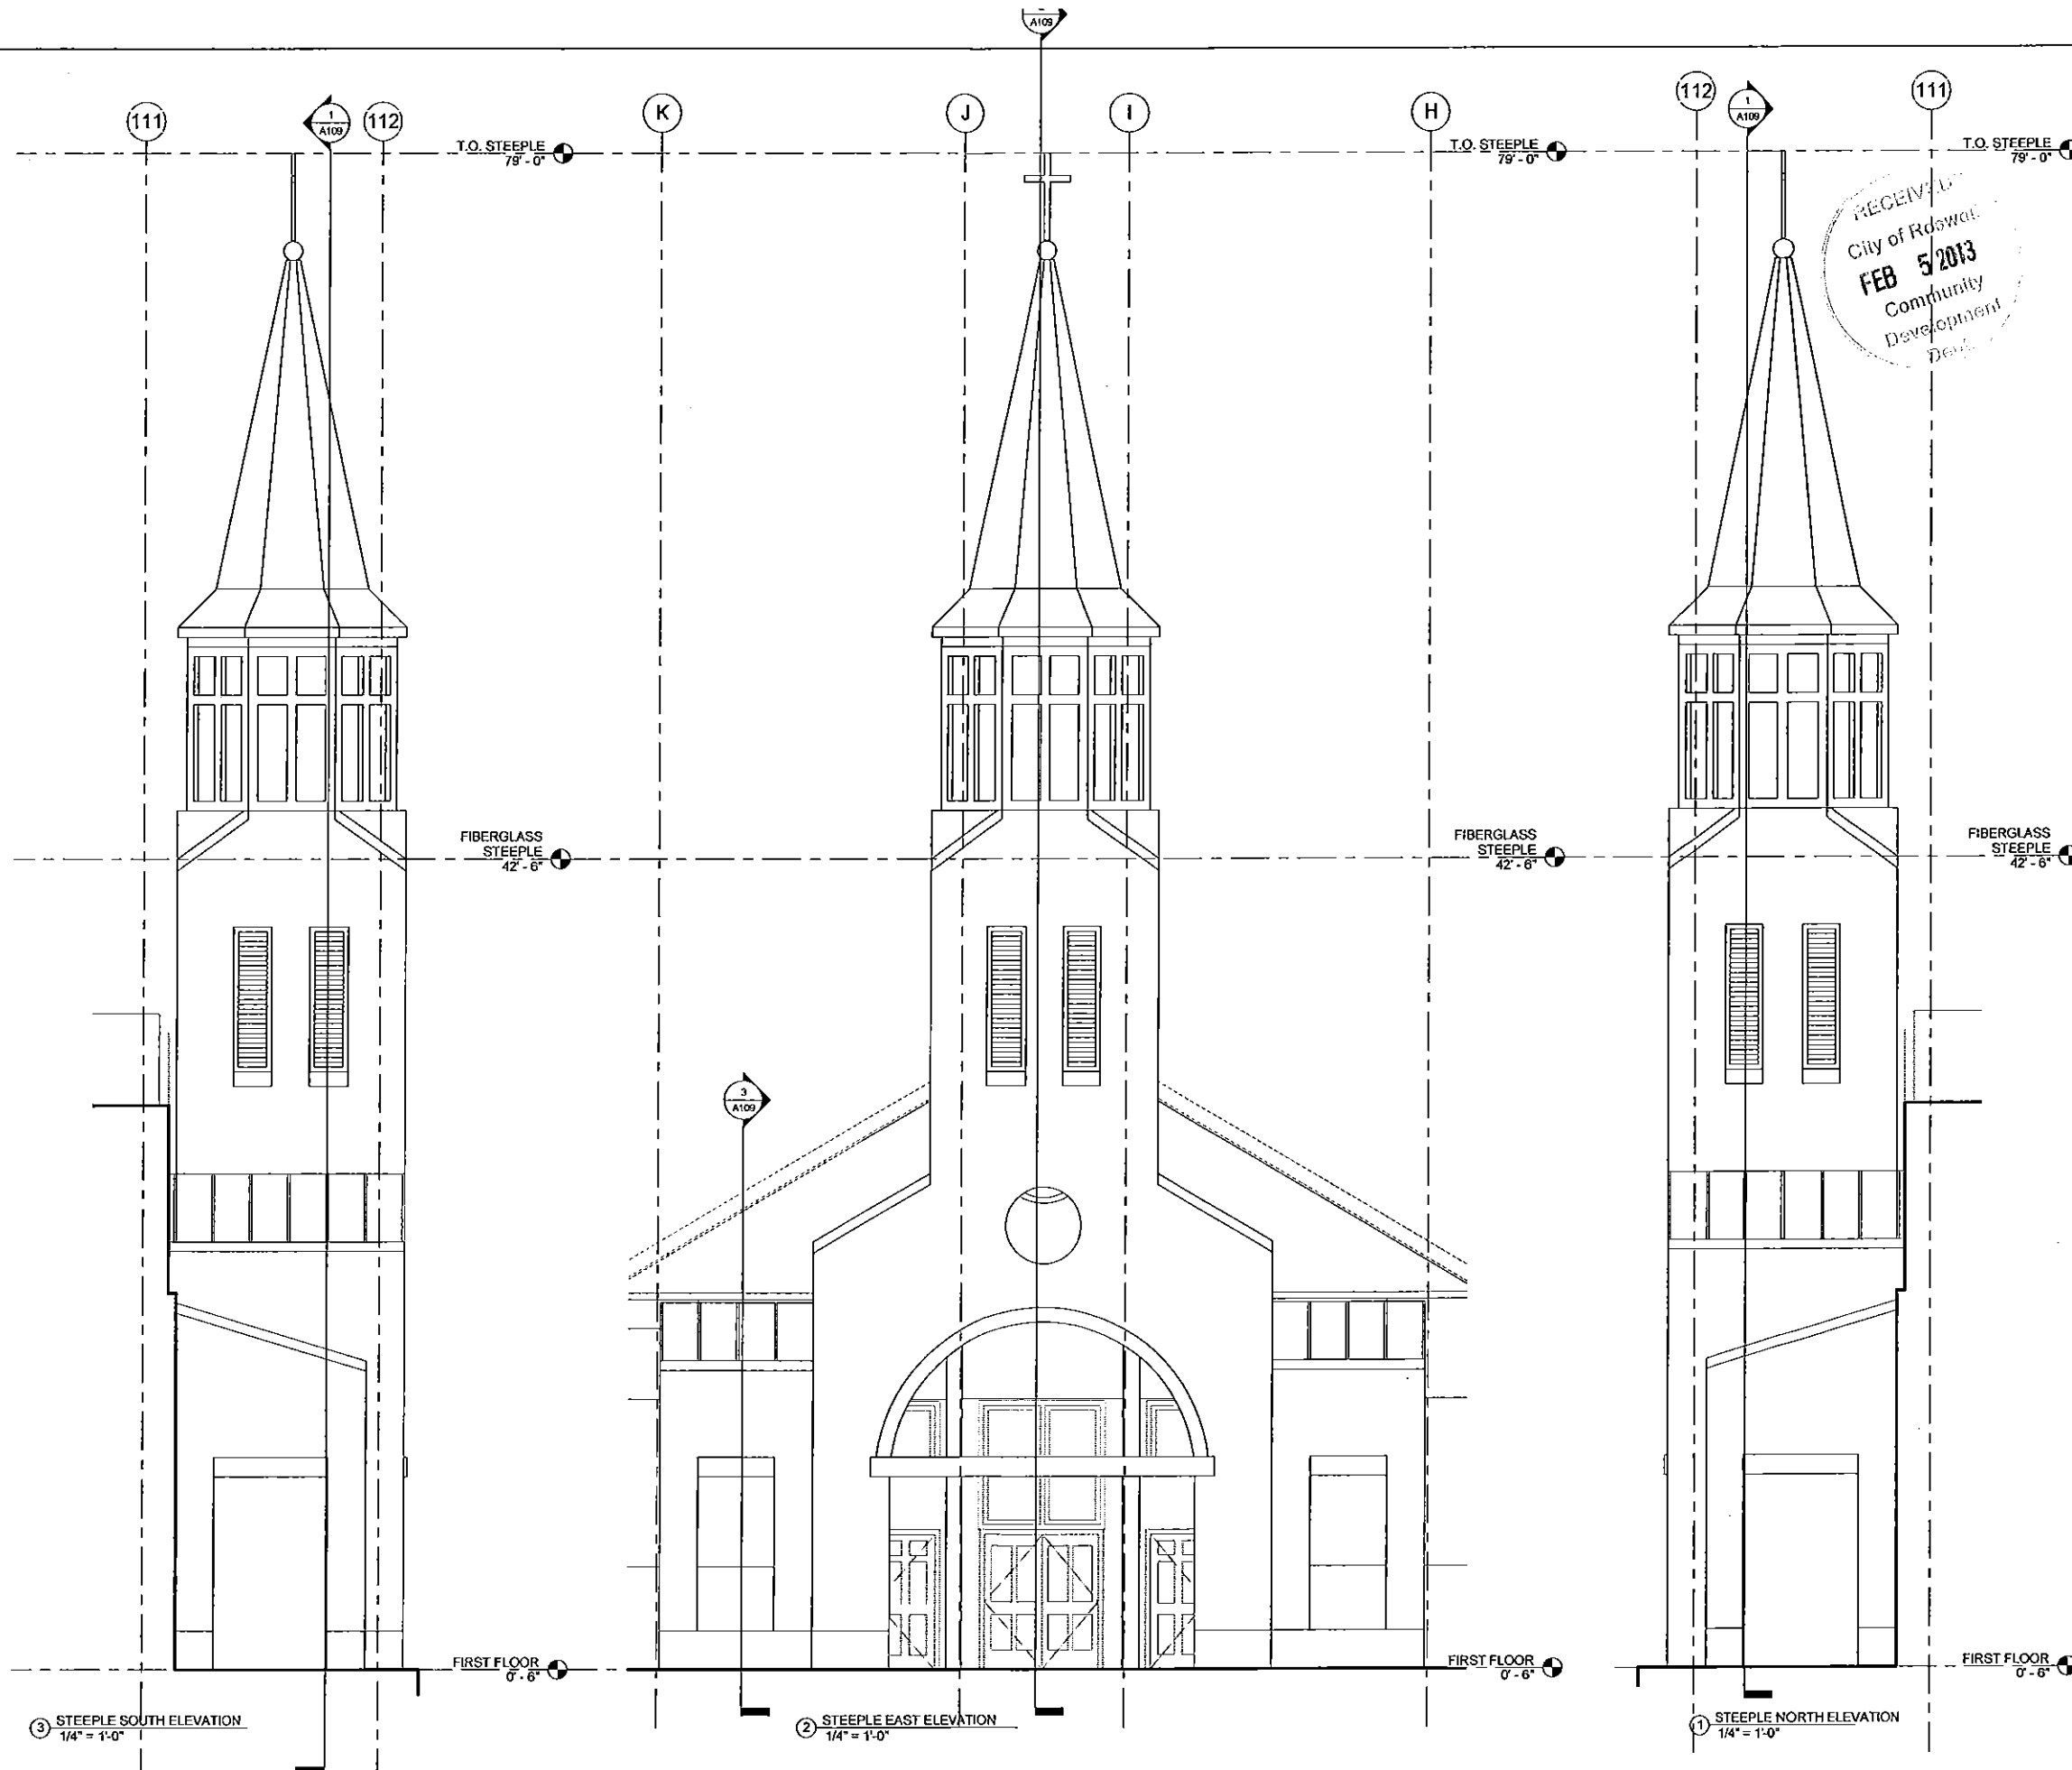 A109
111
1
A109
112
K
J
I
H
112
1
A109
111
T.O. STEEPLE
79' - 0"
T.O. STEEPLE
79' - 0"
T.O. STEEPLE
79' - 0"
City of
FEB 5 2013
Community
Development
FIBERGLASS
STEEPLE
42' - 6"
FIBERGLASS
STEEPLE
42' - 6"
FIBERGLASS
STEEPLE
42' - 6"
3
A109
FIRST FLOOR
0' - 6"
FIRST FLOOR
0' - 6"
FIRST FLOOR
0' - 6"
3 STEEPLE SOUTH ELEVATION
1/4" = 1'-0"
2 STEEPLE EAST ELEVATION
1/4" = 1'-0"
1 STEEPLE NORTH ELEVATION
1/4" = 1'-0"